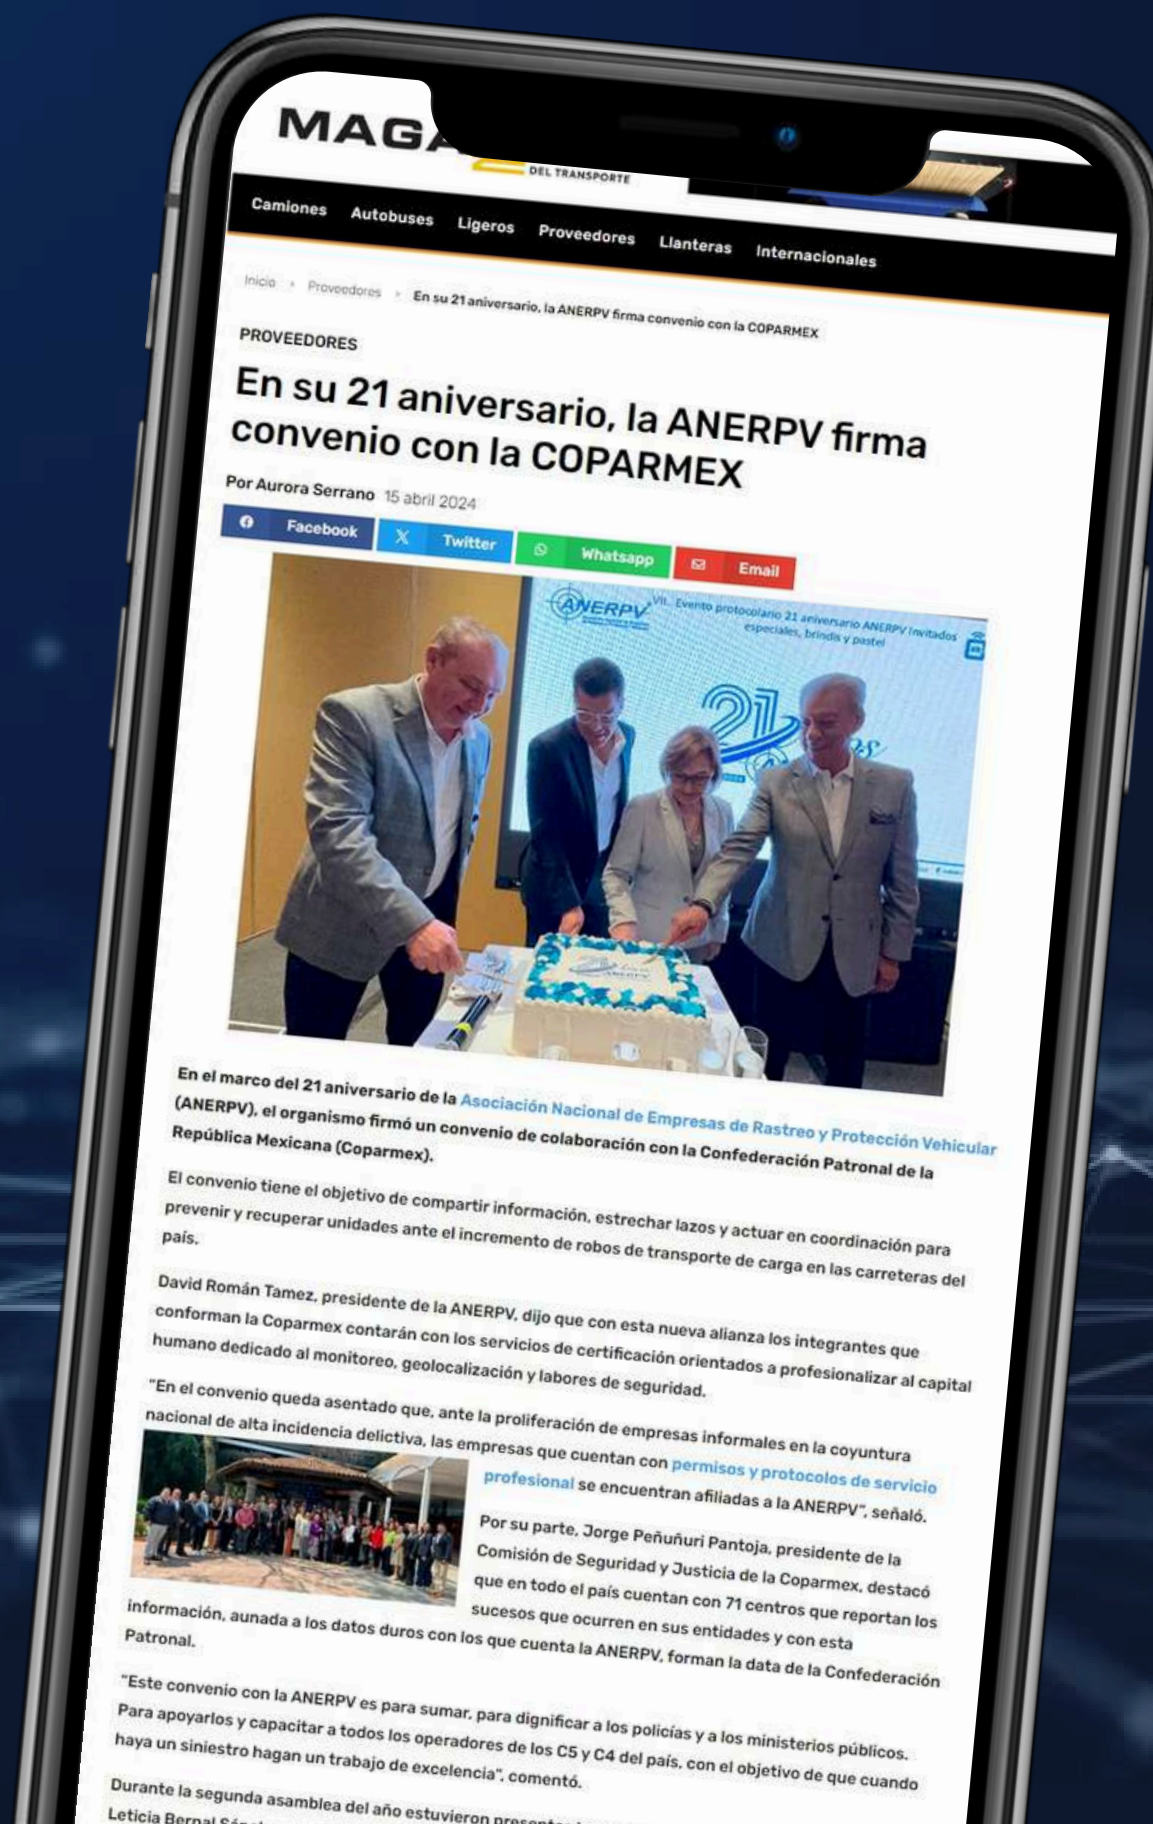 MAGA
DEL TRANSPORTE
Camiones Autobuses Ligeros Proveedores Llanteras Internacionales
Inicio › Proveedores › En su 21 aniversario, la ANERPV firma convenio con la COPARMEX
PROVEEDORES
En su 21 aniversario, la ANERPV firma
convenio con la COPARMEX
Por Aurora Serrano 15 abril 2024
Facebook Twitter Whatsapp Email
ANERPV
VII. Evento protocolario 21 aniversario ANERPV Invitados
especiales, brindis y pastel
21
En el marco del 21 aniversario de la Asociación Nacional de Empresas de Rastreo y Protección Vehicular
(ANERPV), el organismo firmó un convenio de colaboración con la Confederación Patronal de la
República Mexicana (Coparmex).
El convenio tiene el objetivo de compartir información, estrechar lazos y actuar en coordinación para
prevenir y recuperar unidades ante el incremento de robos de transporte de carga en las carreteras del
país.
David Román Tamez, presidente de la ANERPV, dijo que con esta nueva alianza los integrantes que
conforman la Coparmex contarán con los servicios de certificación orientados a profesionalizar al capital
humano dedicado al monitoreo, geolocalización y labores de seguridad.
"En el convenio queda asentado que, ante la proliferación de empresas informales en la coyuntura
nacional de alta incidencia delictiva, las empresas que cuentan con permisos y protocolos de servicio
profesional se encuentran afiliadas a la ANERPV", señaló.
Por su parte, Jorge Peñuñuri Pantoja, presidente de la
Comisión de Seguridad y Justicia de la Coparmex, destacó
que en todo el país cuentan con 71 centros que reportan los
sucesos que ocurren en sus entidades y con esta
información, aunada a los datos duros con los que cuenta la ANERPV, forman la data de la Confederación
Patronal.
"Este convenio con la ANERPV es para sumar, para dignificar a los policías y a los ministerios públicos.
Para apoyarlos y capacitar a todos los operadores de los C5 y C4 del país, con el objetivo de que cuando
haya un siniestro hagan un trabajo de excelencia", comentó.
Durante la segunda asamblea del año estuvieron
Leticia Bernal